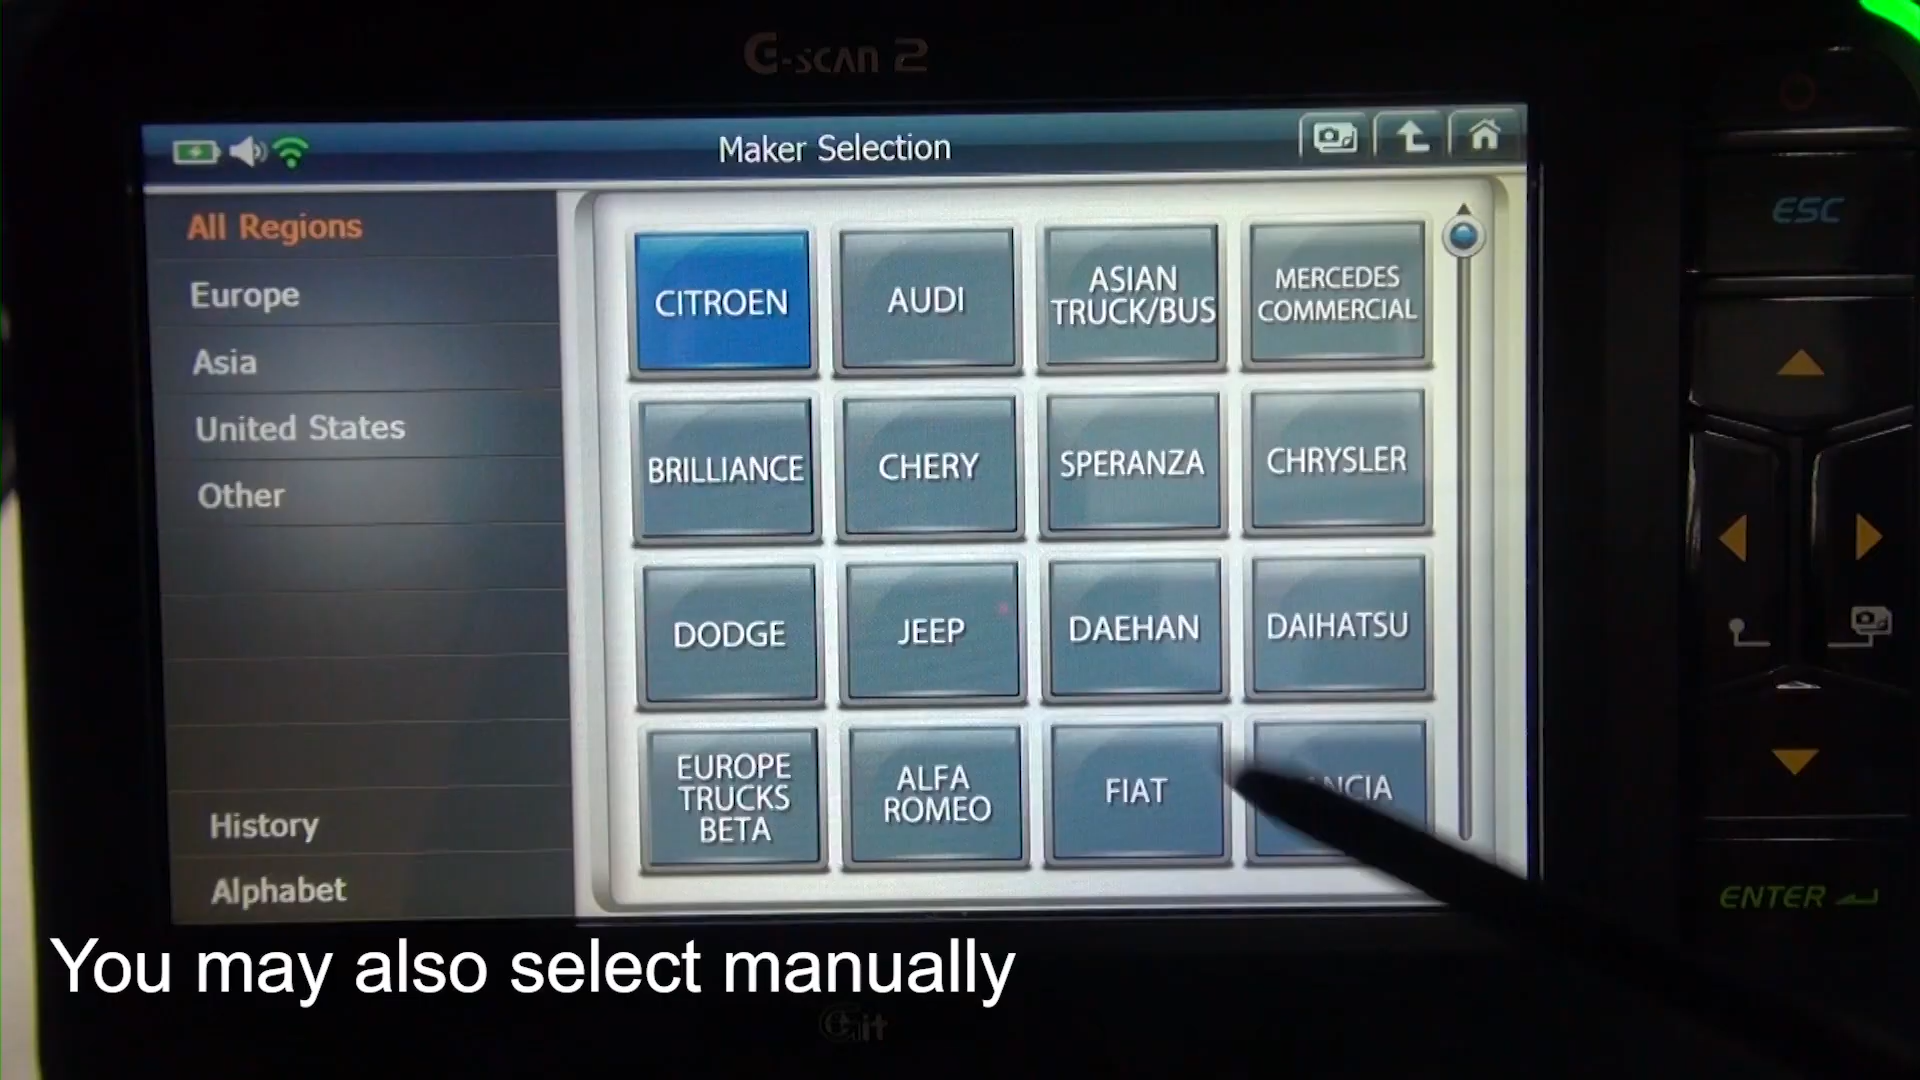 G-SCAN 2
Maker Selection
All Regions
Europe
Asia
United States
Other
History
Alphabet
CITROEN
AUDI
ASIAN
TRUCK/BUS
MERCEDES
COMMERCIAL
BRILLIANCE
CHERY
SPERANZA
CHRYSLER
DODGE
JEEP
DAEHAN
DAIHATSU
EUROPE
TRUCKS
BETA
ALFA
ROMEO
FIAT
ESC
ENTER
You may also select manually
Git